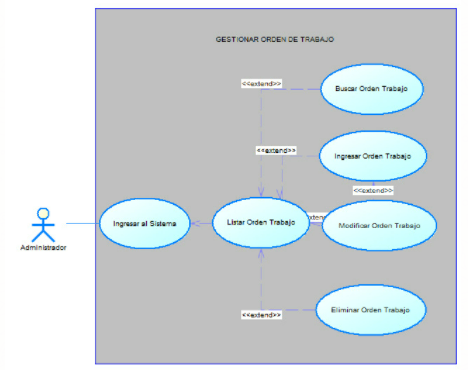 GESTIONAR ORDEN DE TRABAJO
<<extend>>
Buscar Orden Trabajo
<<extend>>
Ingresar Orden Trabajo
<<extend>>
Ingresar al Sistema
Listar Orden Trabajo
Modificar Orden Trabajo
Administrador
Eliminar Orden Trabajo
<<extend>>